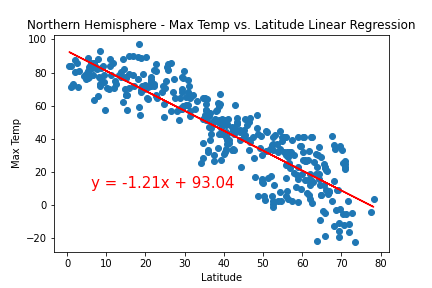 Northern Hemisphere - Max Temp vs. Latitude Linear Regression
100
80
60
40
20
0
−20
Max Temp
y = -1.21x + 93.04
0 10 20 30 40 50 60 70 80
Latitude